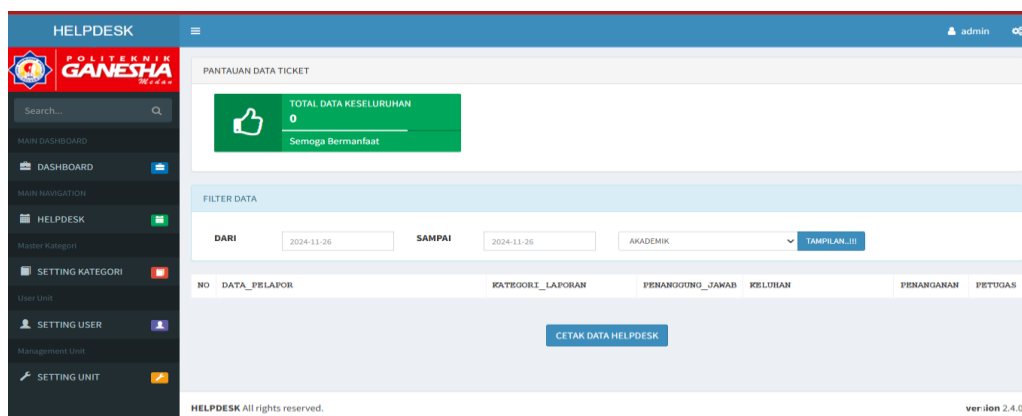 HELPDESK
admin
POLITEKNIK
GANESHA
Medan
PANTAUAN DATA TICKET
Search...
TOTAL DATA KESELURUHAN
0
Semoga Bermanfaat
MAIN DASHBOARD
DASHBOARD
MAIN NAVIGATION
FILTER DATA
HELPDESK
DARI
2024-11-26
SAMPAI
2024-11-26
AKADEMIK
TAMPILAN..!!!
Master Kategori
SETTING KATEGORI
NO DATA_PELAPOR KATEGORI_LAPORAN PENANGGUNG_JAWAB KELUHAN PENANGANAN PETUGAS
User Unit
SETTING USER
CETAK DATA HELPDESK
Management Unit
SETTING UNIT
HELPDESK All rights reserved.
version 2.4.0